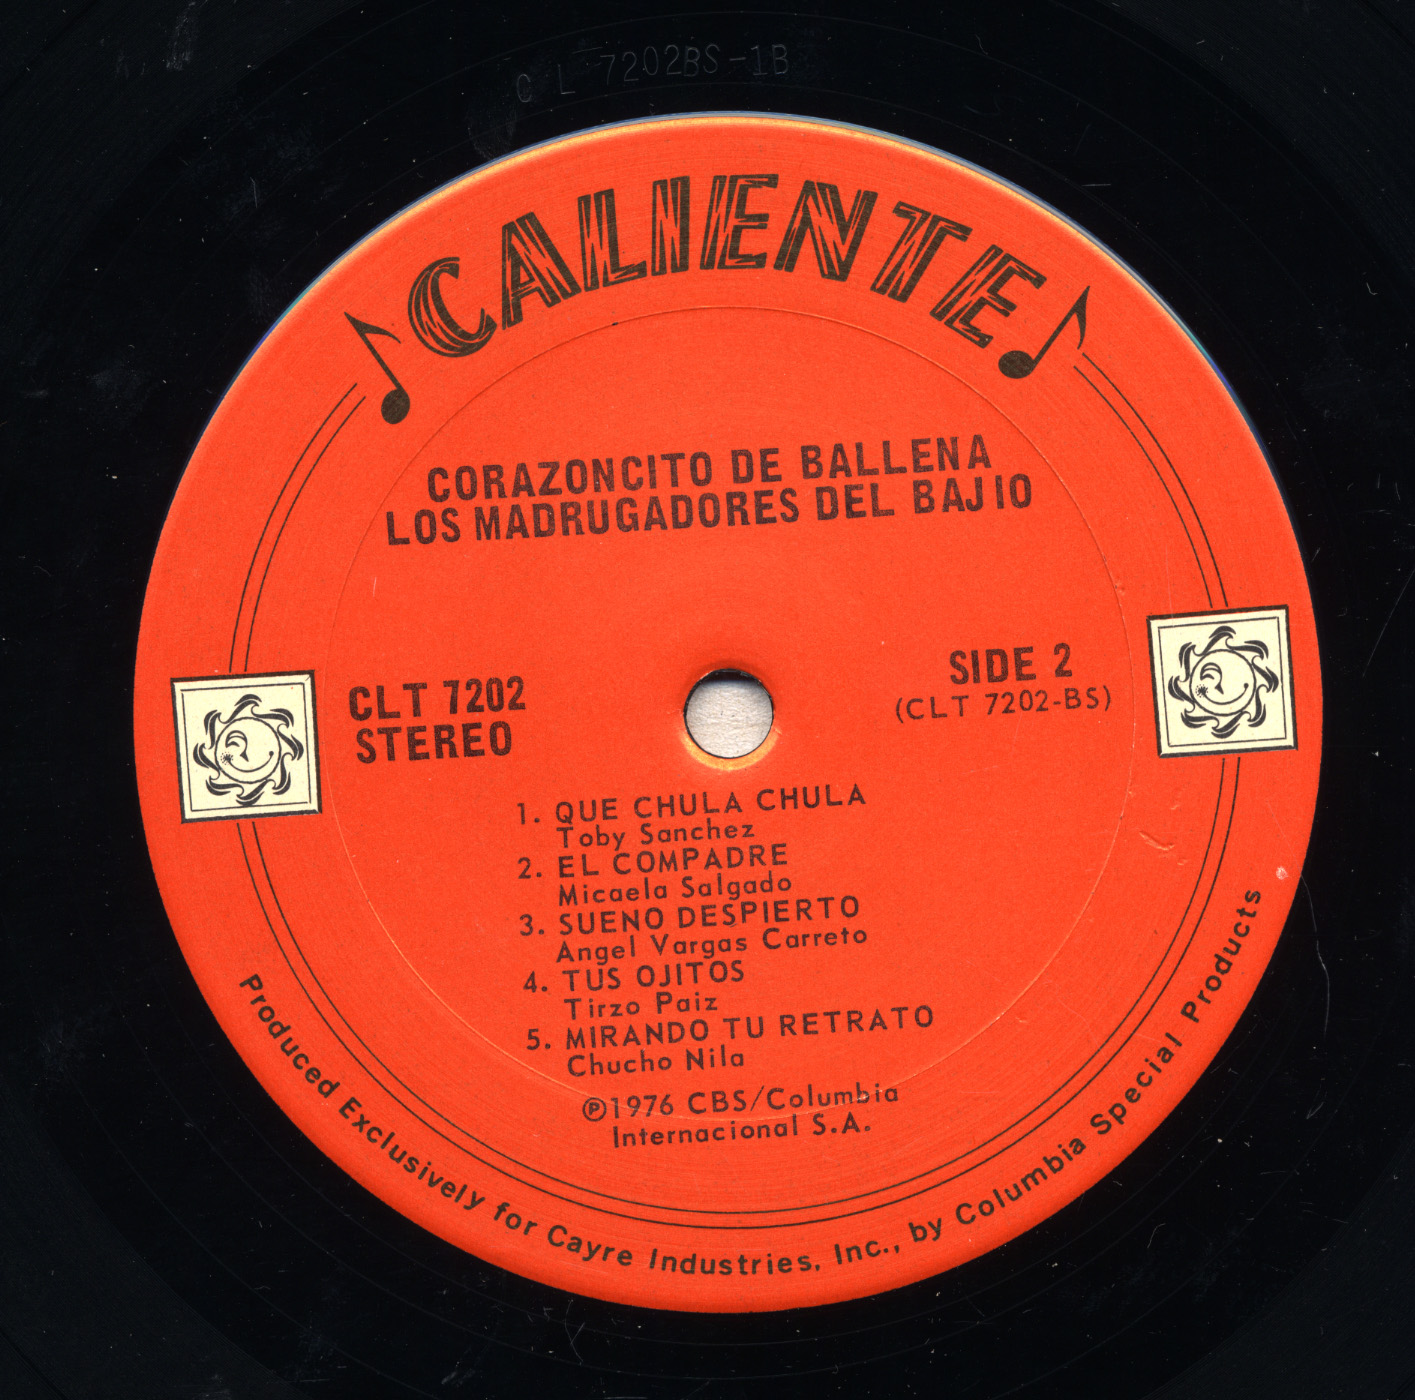 C L 7202BS-1B
CALIENTE
CORAZONCITO DE BALLENA
LOS MADRUGADORES DEL BAJIO
CLT 7202
STEREO
SIDE 2
(CLT 7202-BS)
1. QUE CHULA CHULA
Toby Sanchez
2. EL COMPADRE
Micaela Salgado
3. SUENO DESPIERTO
Angel Vargas Carreto
4. TUS OJITOS
Tirzo Paiz
5. MIRANDO TU RETRATO
Chucho Nila
℗1976 CBS/Columbia
Internacional S.A.
Produced Exclusively for Cayre Industries, Inc., by Columbia Special Products